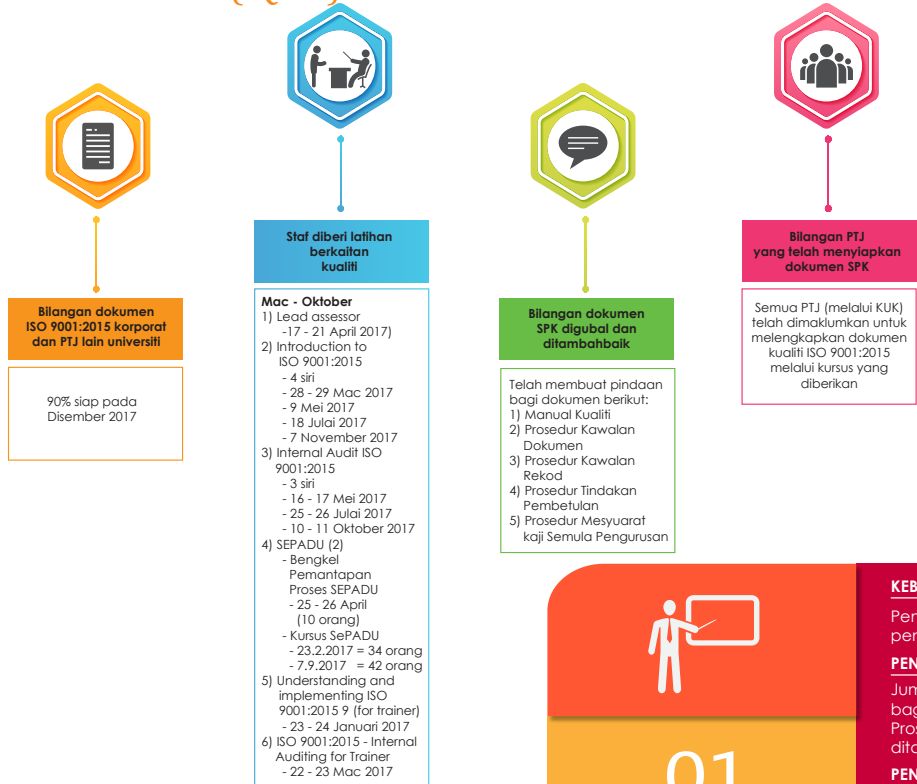 Bilangan dokumen
ISO 9001:2015 korporat
dan PTJ lain universiti
90% siap pada
Disember 2017
Staf diberi latihan
berkaitan
kualiti
Mac - Oktober
1) Lead assessor
-17 - 21 April 2017)
2) Introduction to
ISO 9001:2015
- 4 siri
- 28 - 29 Mac 2017
- 9 Mei 2017
- 18 Julai 2017
- 7 November 2017
3) Internal Audit ISO
9001:2015
- 3 siri
- 16 - 17 Mei 2017
- 25 - 26 Julai 2017
- 10 - 11 Oktober 2017
4) SEPADU (2)
- Bengkel
Pemantapan
Proses SEPADU
- 25 - 26 April
(10 orang)
- Kursus SePADU
- 23.2.2017 = 34 orang
- 7.9.2017 = 42 orang
5) Understanding and
implementing ISO
9001:2015 9 (for trainer)
- 23 - 24 Januari 2017
6) ISO 9001:2015 - Internal
Auditing for Trainer
- 22 - 23 Mac 2017
Bilangan dokumen
SPK digubal dan
ditambahbaik
Telah membuat pindaan
bagi dokumen berikut:
1) Manual Kualiti
2) Prosedur Kawalan
Dokumen
3) Prosedur Kawalan
Rekod
4) Prosedur Tindakan
Pembetulan
5) Prosedur Mesyuarat
kaji Semula Pengurusan
Bilangan PTJ
yang telah menyiapkan
dokumen SPK
Semua PTJ (melalui KUK)
telah dimaklumkan untuk
melengkapkan dokumen
kualiti ISO 9001:2015
melalui kursus yang
diberikan
01
KEB
Pen
per
PEN
Jum
bag
Pros
dita
PEN